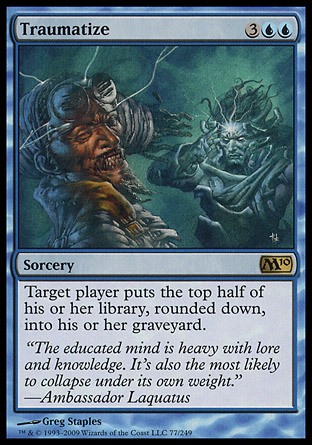 Traumatize 3
Sorcery M10
Target player puts the top half of
his or her library, rounded down,
into his or her graveyard.
“The educated mind is heavy with lore
and knowledge. It’s also the most likely
to collapse under its own weight.”
—Ambassador Laquatus
Greg Staples
™ & © 1993–2009 Wizards of the Coast LLC 77/249